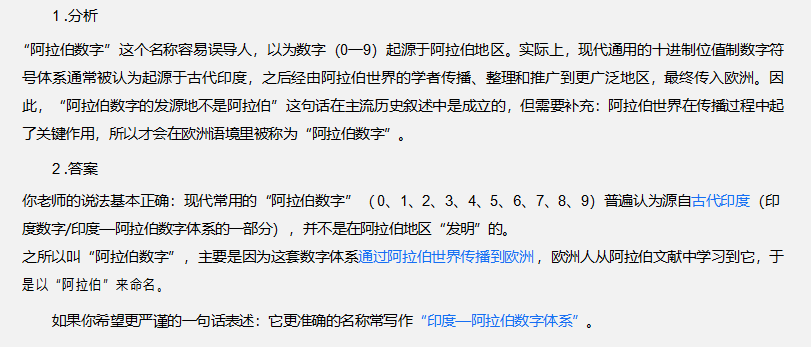 1.分析
“阿拉伯数字”这个名称容易误导人，以为数字（0—9）起源于阿拉伯地区。实际上，现代通用的十进制位值制数字符
号体系通常被认为起源于古代印度，之后经由阿拉伯世界的学者传播、整理和推广到更广泛地区，最终传入欧洲。因
此，“阿拉伯数字的发源地不是阿拉伯”这句话在主流历史叙述中是成立的，但需要补充：阿拉伯世界在传播过程中起
了关键作用，所以才会在欧洲语境里被称为“阿拉伯数字”。
2.答案
你老师的说法基本正确：现代常用的“阿拉伯数字”（0、1、2、3、4、5、6、7、8、9）普遍认为源自古代印度（印
度数字/印度—阿拉伯数字体系的一部分），并不是在阿拉伯地区“发明”的。
之所以叫“阿拉伯数字”，主要是因为这套数字体系通过阿拉伯世界传播到欧洲，欧洲人从阿拉伯文献中学习到它，于
是以“阿拉伯”来命名。
如果你希望更严谨的一句话表述：它更准确的名称常写作“印度—阿拉伯数字体系”。